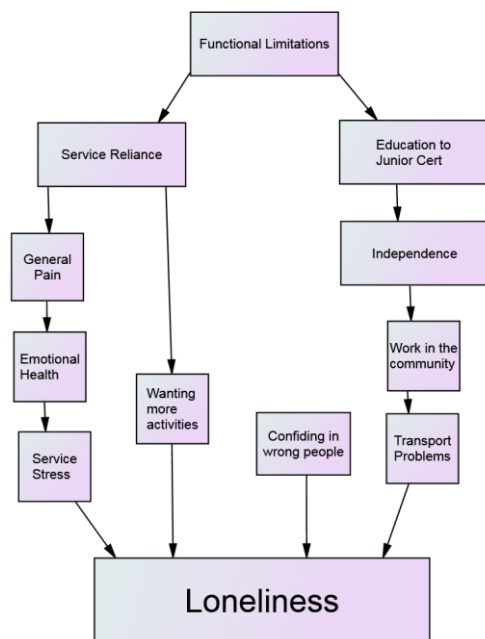 Functional Limitations
Service Reliance
Education to
Junior Cert
General
Pain
Independence
Emotional
Health
Work in the
community
Wanting
more
activities
Confiding in
wrong people
Transport
Problems
Service
Stress
Loneliness